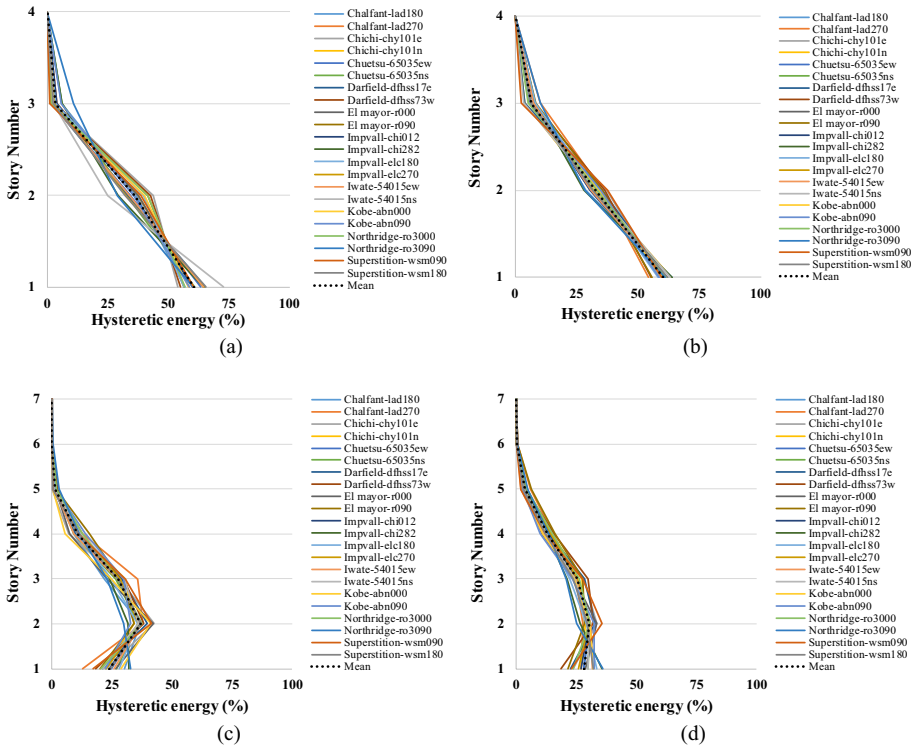 4
3
2
1
Story Number
0
25
50
75
100
Hysteretic energy (%)
Chalfant-lad180
Chalfant-lad270
Chichi-chy101e
Chichi-chy101n
Chuetsu-65035ew
Chuetsu-65035ns
Darfield-dfhss17e
Darfield-dfhss73w
El mayor-r000
El mayor-r090
Impvall-chi012
Impvall-chi282
Impvall-elc180
Impvall-elc270
Iwate-54015ew
Iwate-54015ns
Kobe-abn000
Kobe-abn090
Northridge-ro3000
Northridge-ro3090
Superstition-wsm090
Superstition-wsm180
Mean
(a)
4
3
2
1
Story Number
0
25
50
75
100
Hysteretic energy (%)
Chalfant-lad180
Chalfant-lad270
Chichi-chy101e
Chichi-chy101n
Chuetsu-65035ew
Chuetsu-65035ns
Darfield-dfhss17e
Darfield-dfhss73w
El mayor-r000
El mayor-r090
Impvall-chi012
Impvall-chi282
Impvall-elc180
Impvall-elc270
Iwate-54015ew
Iwate-54015ns
Kobe-abn000
Kobe-abn090
Northridge-ro3000
Northridge-ro3090
Superstition-wsm090
Superstition-wsm180
Mean
(b)
7
6
5
4
3
2
1
Story Number
0
25
50
75
100
Hysteretic energy (%)
Chalfant-lad180
Chalfant-lad270
Chichi-chy101e
Chichi-chy101n
Chuetsu-65035ew
Chuetsu-65035ns
Darfield-dfhss17e
Darfield-dfhss73w
El mayor-r000
El mayor-r090
Impvall-chi012
Impvall-chi282
Impvall-elc180
Impvall-elc270
Iwate-54015ew
Iwate-54015ns
Kobe-abn000
Kobe-abn090
Northridge-ro3000
Northridge-ro3090
Superstition-wsm090
Superstition-wsm180
Mean
(c)
7
6
5
4
3
2
1
Story Number
0
25
50
75
100
Hysteretic energy (%)
Chalfant-lad180
Chalfant-lad270
Chichi-chy101e
Chichi-chy101n
Chuetsu-65035ew
Chuetsu-65035ns
Darfield-dfhss17e
Darfield-dfhss73w
El mayor-r000
El mayor-r090
Impvall-chi012
Impvall-chi282
Impvall-elc180
Impvall-elc270
Iwate-54015ew
Iwate-54015ns
Kobe-abn000
Kobe-abn090
Northridge-ro3000
Northridge-ro3090
Superstition-wsm090
Superstition-wsm180
Mean
(d)